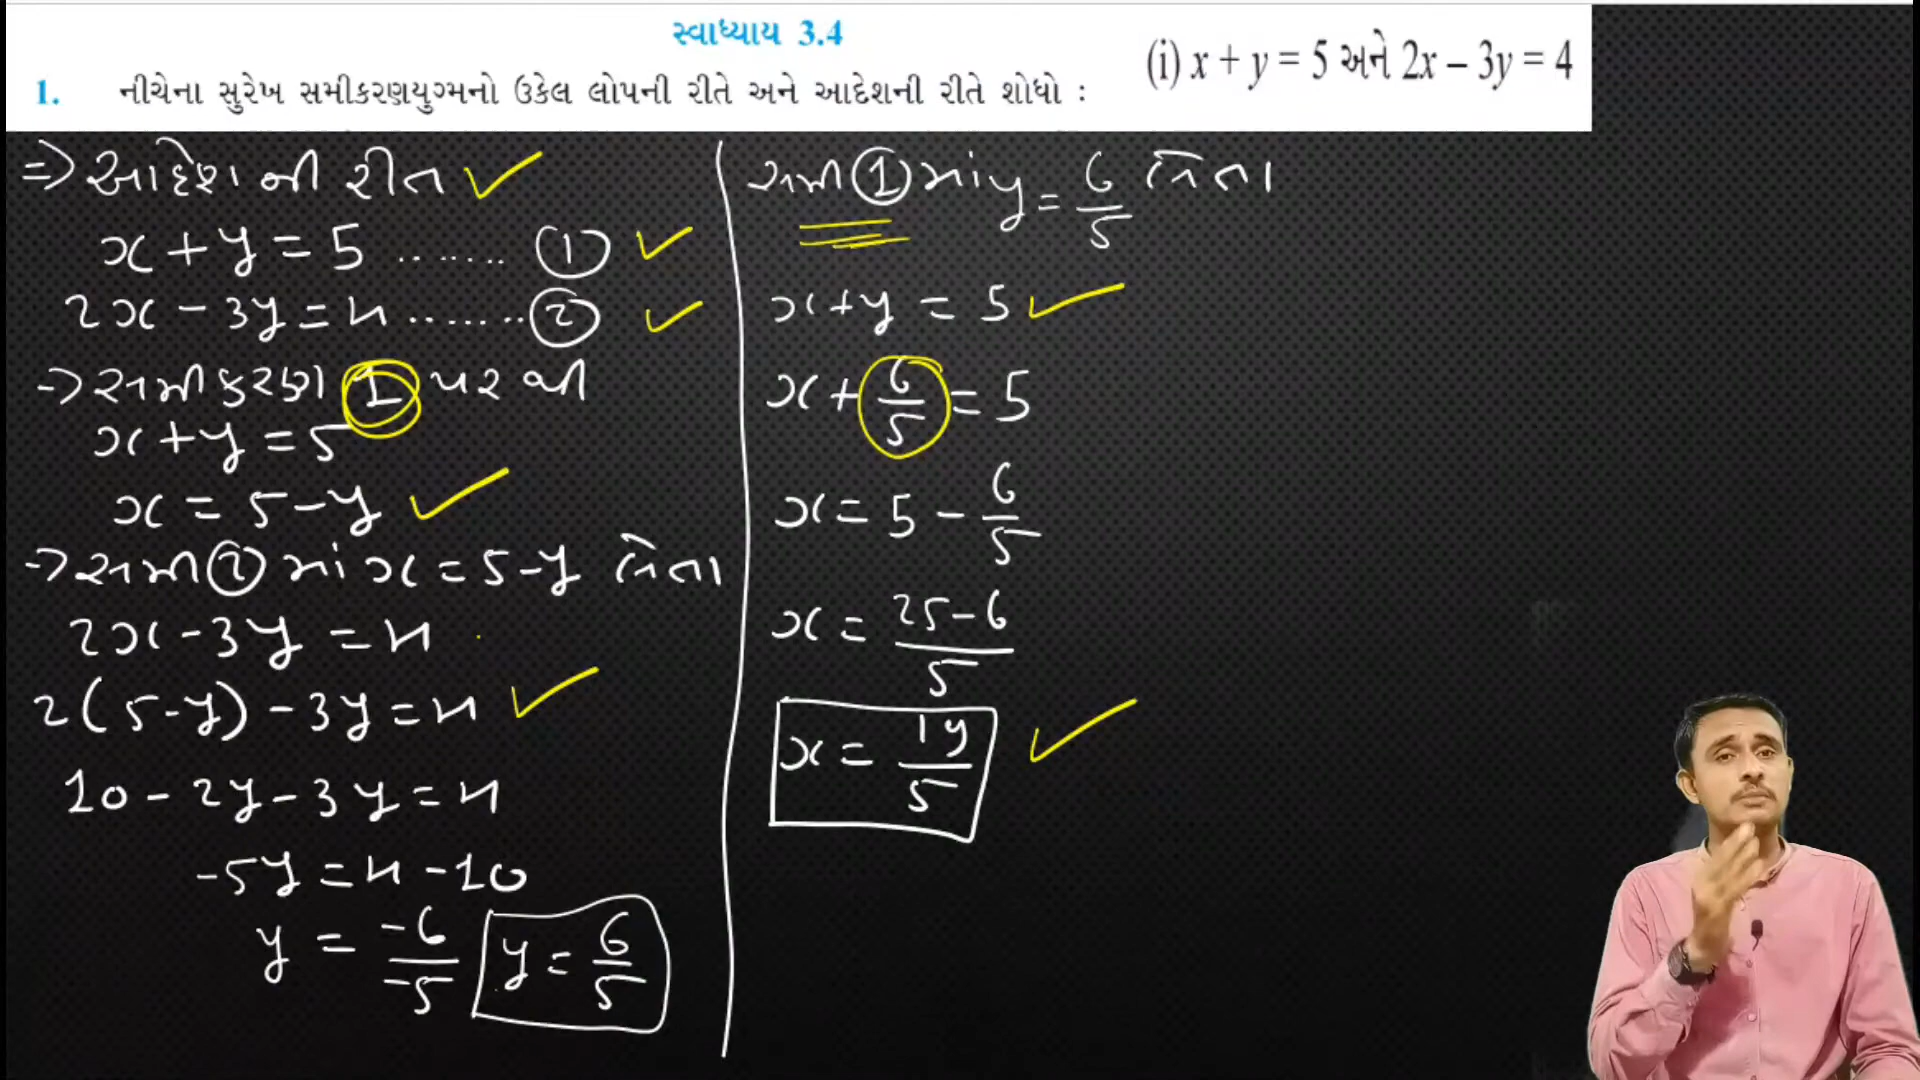 સ્વાધ્યાય 3.4
1. નીચેના સુરેખ સમીકરણયુગ્મનો ઉકેલ લોપની રીતે અને આદેશની રીતે શોધો :
(i) x + y = 5 અને 2x – 3y = 4
=> આદેશ ની રીત
x + y = 5 ....... ①
2x - 3y = 4 ....... ②
-> સમીકરણ 1 પર થી
x + y = 5
x = 5 - y
-> સમી ② માં x = 5 - y લેતા
2x - 3y = 4
2(5-y) - 3y = 4
10 - 2y - 3y = 4
-5y = 4 - 10
y = -6/-5 y = 6/5
સમી ① માં y = 6/5 લેતા
x + y = 5
x + 6/5 = 5
x = 5 - 6/5
x = 25-6/5
x = 19/5